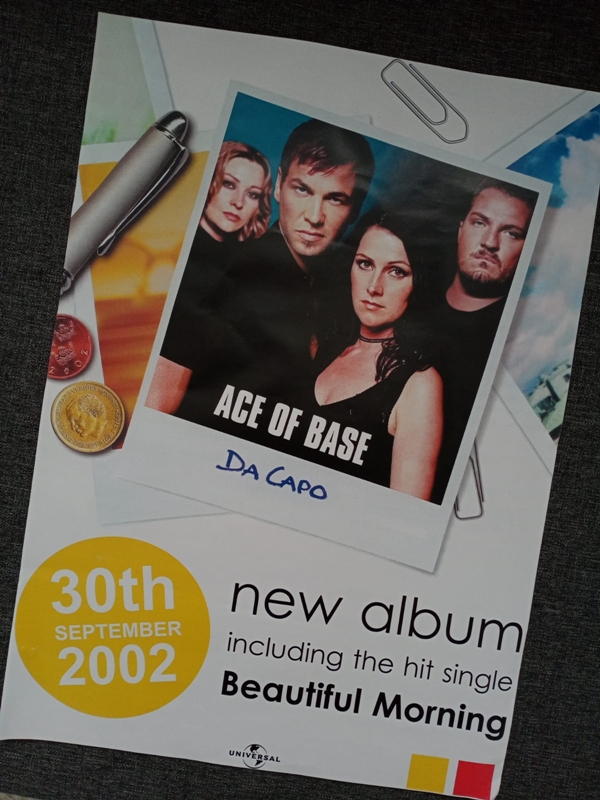 ACE OF BASE
DA CAPO
30th
SEPTEMBER
2002
new album
including the hit single
Beautiful Morning
UNIVERSAL